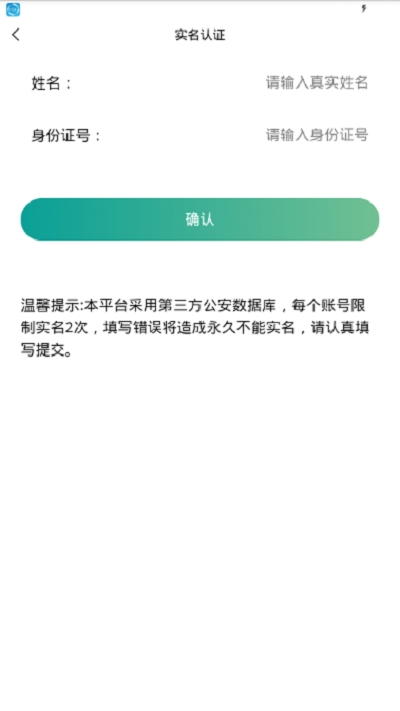 实名认证
姓名：
请输入真实姓名
身份证号：
请输入身份证号
确认
温馨提示:本平台采用第三方公安数据库，每个账号限
制实名2次，填写错误将造成永久不能实名，请认真填
写提交。